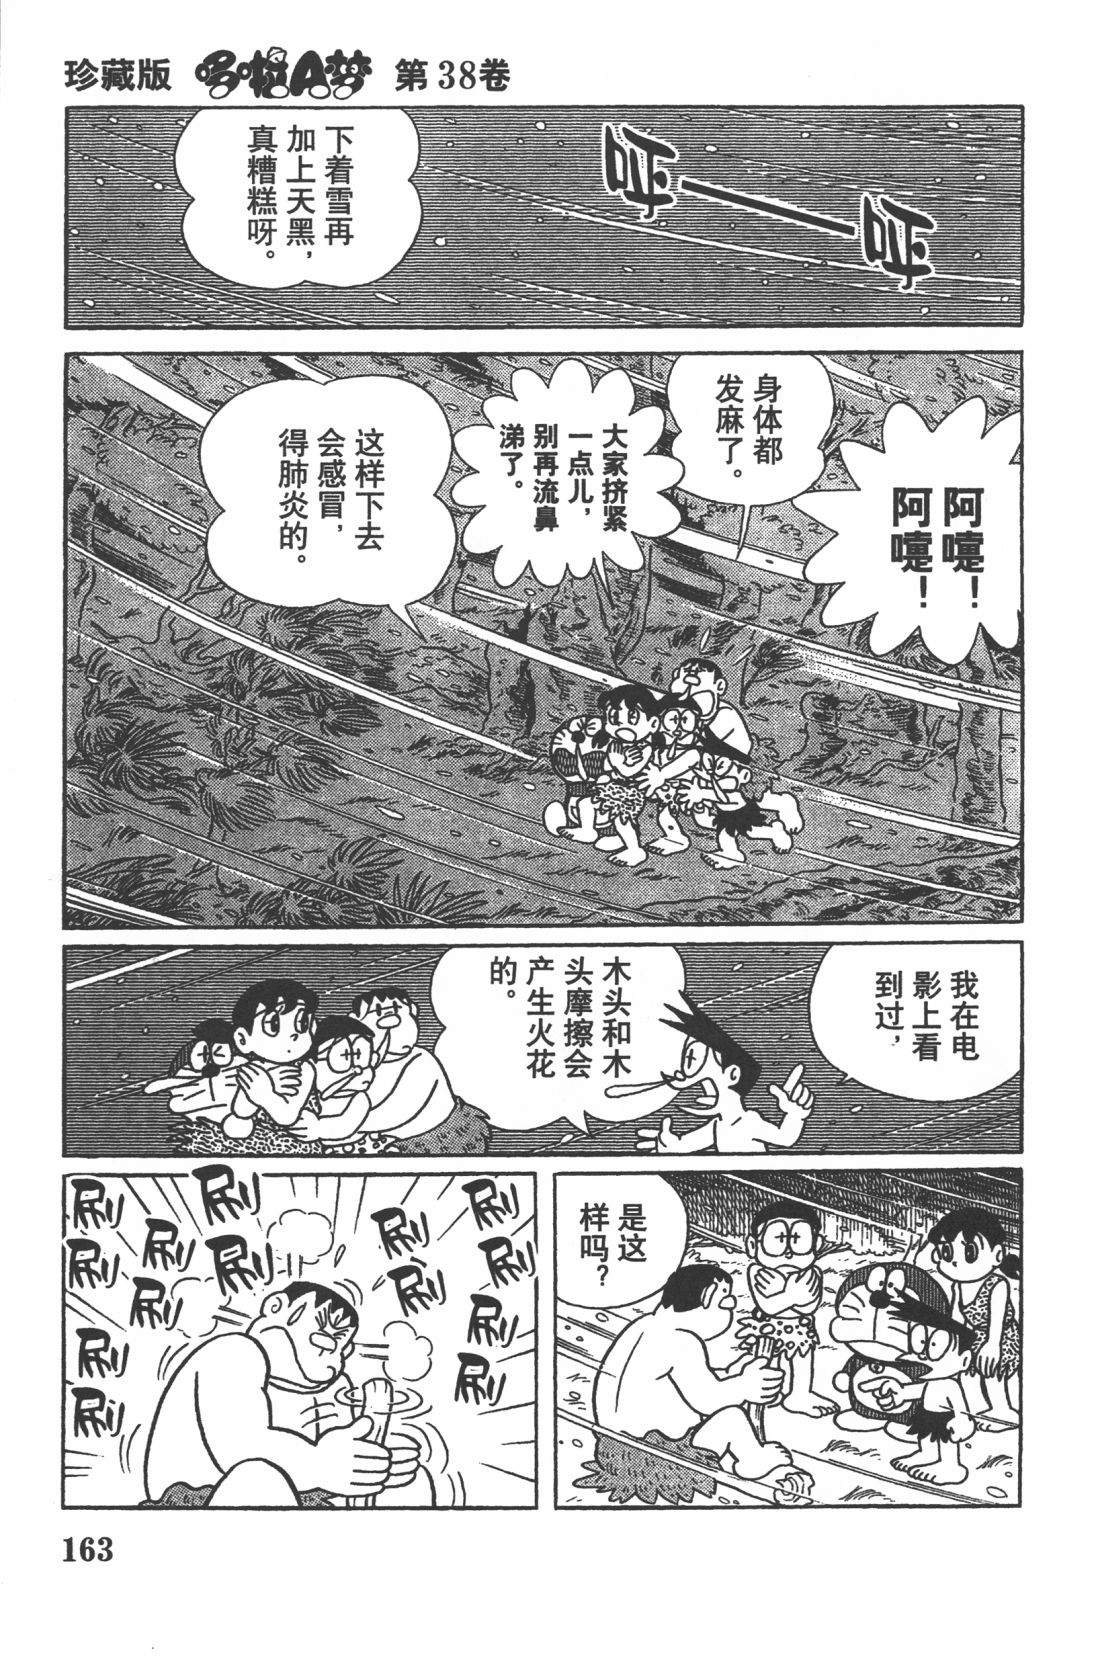 珍藏版 哆啦A梦 第38卷
呼——呼
下着雪再
加上天黑，
真糟糕呀。
阿嚏！
阿嚏！
身体都
发麻了。
大家挤紧
一点儿，
别再流鼻
涕了。
这样下去
会感冒，
得肺炎的。
我在电
影上看
到过，
木头和木
头摩擦会
产生火花
的。
是这
样吗？
刷
刷
刷
刷
刷
刷
刷
刷
刷
刷
刷
刷
刷
刷
163